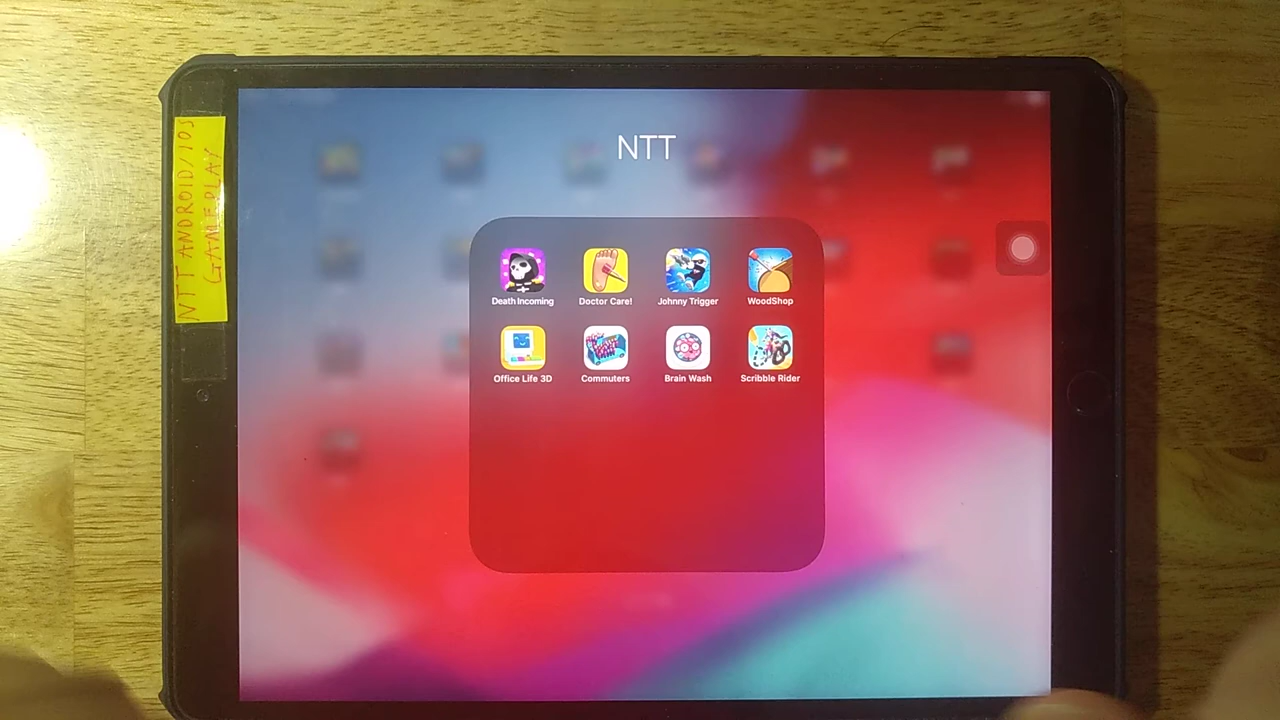 NTT ANDROID/IOS
GAMEPLAY
NTT
Death Incoming
Doctor Care!
Johnny Trigger
WoodShop
Office Life 3D
Commuters
Brain Wash
Scribble Rider